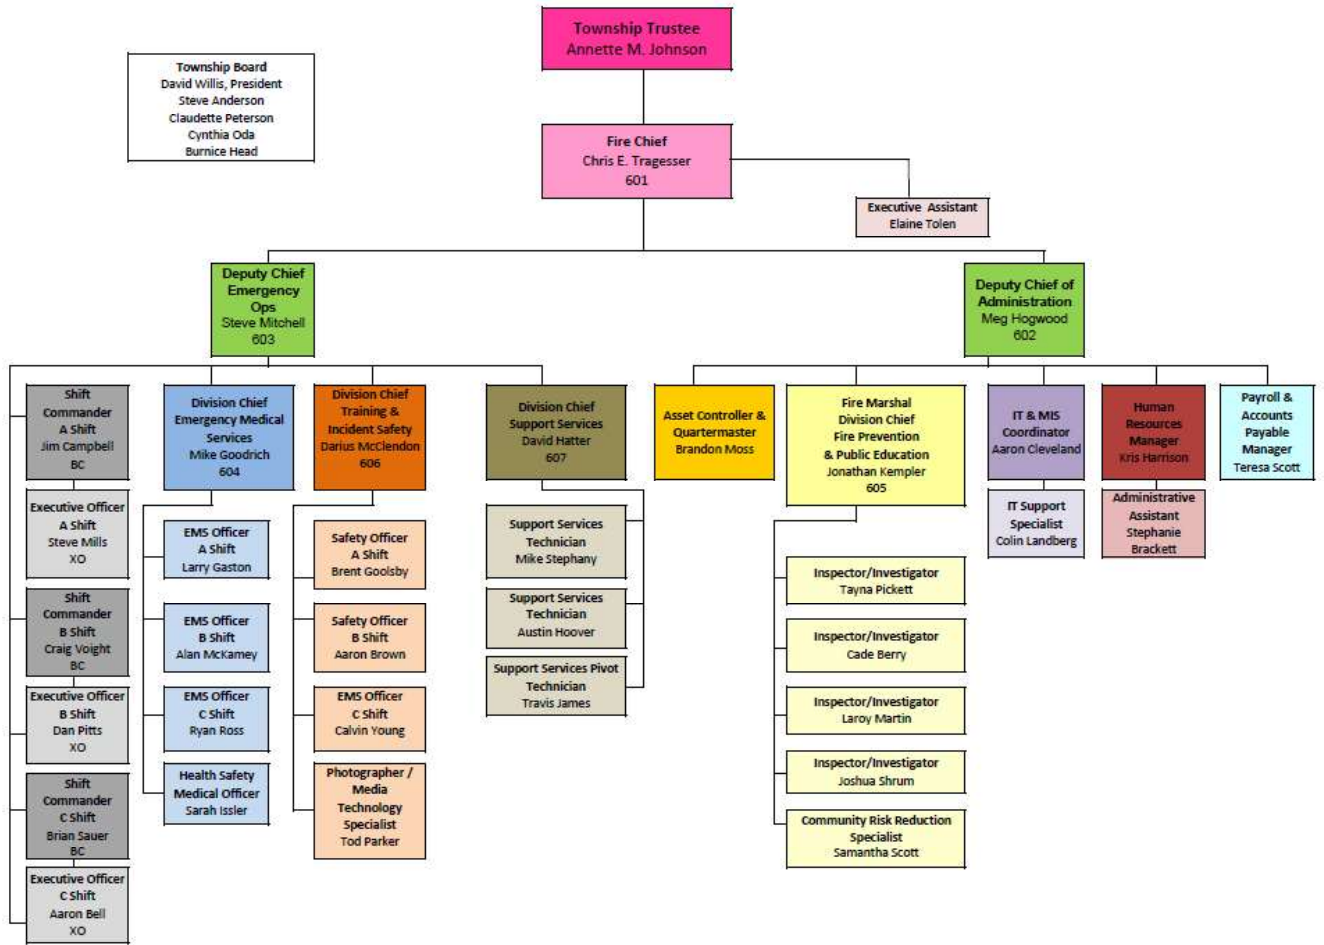 Township Trustee
Annette M. Johnson
Township Board
David Willis, President
Steve Anderson
Claudette Peterson
Cynthia Oda
Burnice Head
Fire Chief
Chris E. Tragesser
601
Executive Assistant
Elaine Tolen
Deputy Chief
Emergency
Ops
Steve Mitchell
603
Deputy Chief of
Administration
Meg Hogwood
602
Shift
Commander
A Shift
Jim Campbell
BC
Executive Officer
A Shift
Steve Mills
XO
Shift
Commander
B Shift
Craig Voight
BC
Executive Officer
B Shift
Dan Pitts
XO
Shift
Commander
C Shift
Brian Sauer
BC
Executive Officer
C Shift
Aaron Bell
XO
Division Chief
Emergency Medical
Services
Mike Goodrich
604
EMS Officer
A Shift
Larry Gaston
EMS Officer
B Shift
Alan McKamey
EMS Officer
C Shift
Ryan Ross
Health Safety
Medical Officer
Sarah Issler
Division Chief
Training &
Incident Safety
Darius McClendon
606
Safety Officer
A Shift
Brent Goolsby
Safety Officer
B Shift
Aaron Brown
EMS Officer
C Shift
Calvin Young
Photographer /
Media
Technology
Specialist
Tod Parker
Division Chief
Support Services
David Hatter
607
Support Services
Technician
Mike Stephany
Support Services
Technician
Austin Hoover
Support Services Pivot
Technician
Travis James
Asset Controller &
Quartermaster
Brandon Moss
Fire Marshal
Division Chief
Fire Prevention
& Public Education
Jonathan Kempler
605
Inspector/Investigator
Tayna Pickett
Inspector/Investigator
Cade Berry
Inspector/Investigator
Laroy Martin
Inspector/Investigator
Joshua Shrum
Community Risk Reduction
Specialist
Samantha Scott
IT & MIS
Coordinator
Aaron Cleveland
IT Support
Specialist
Colin Landberg
Human
Resources
Manager
Kris Harrison
Administrative
Assistant
Stephanie
Brackett
Payroll &
Accounts
Payable
Manager
Teresa Scott